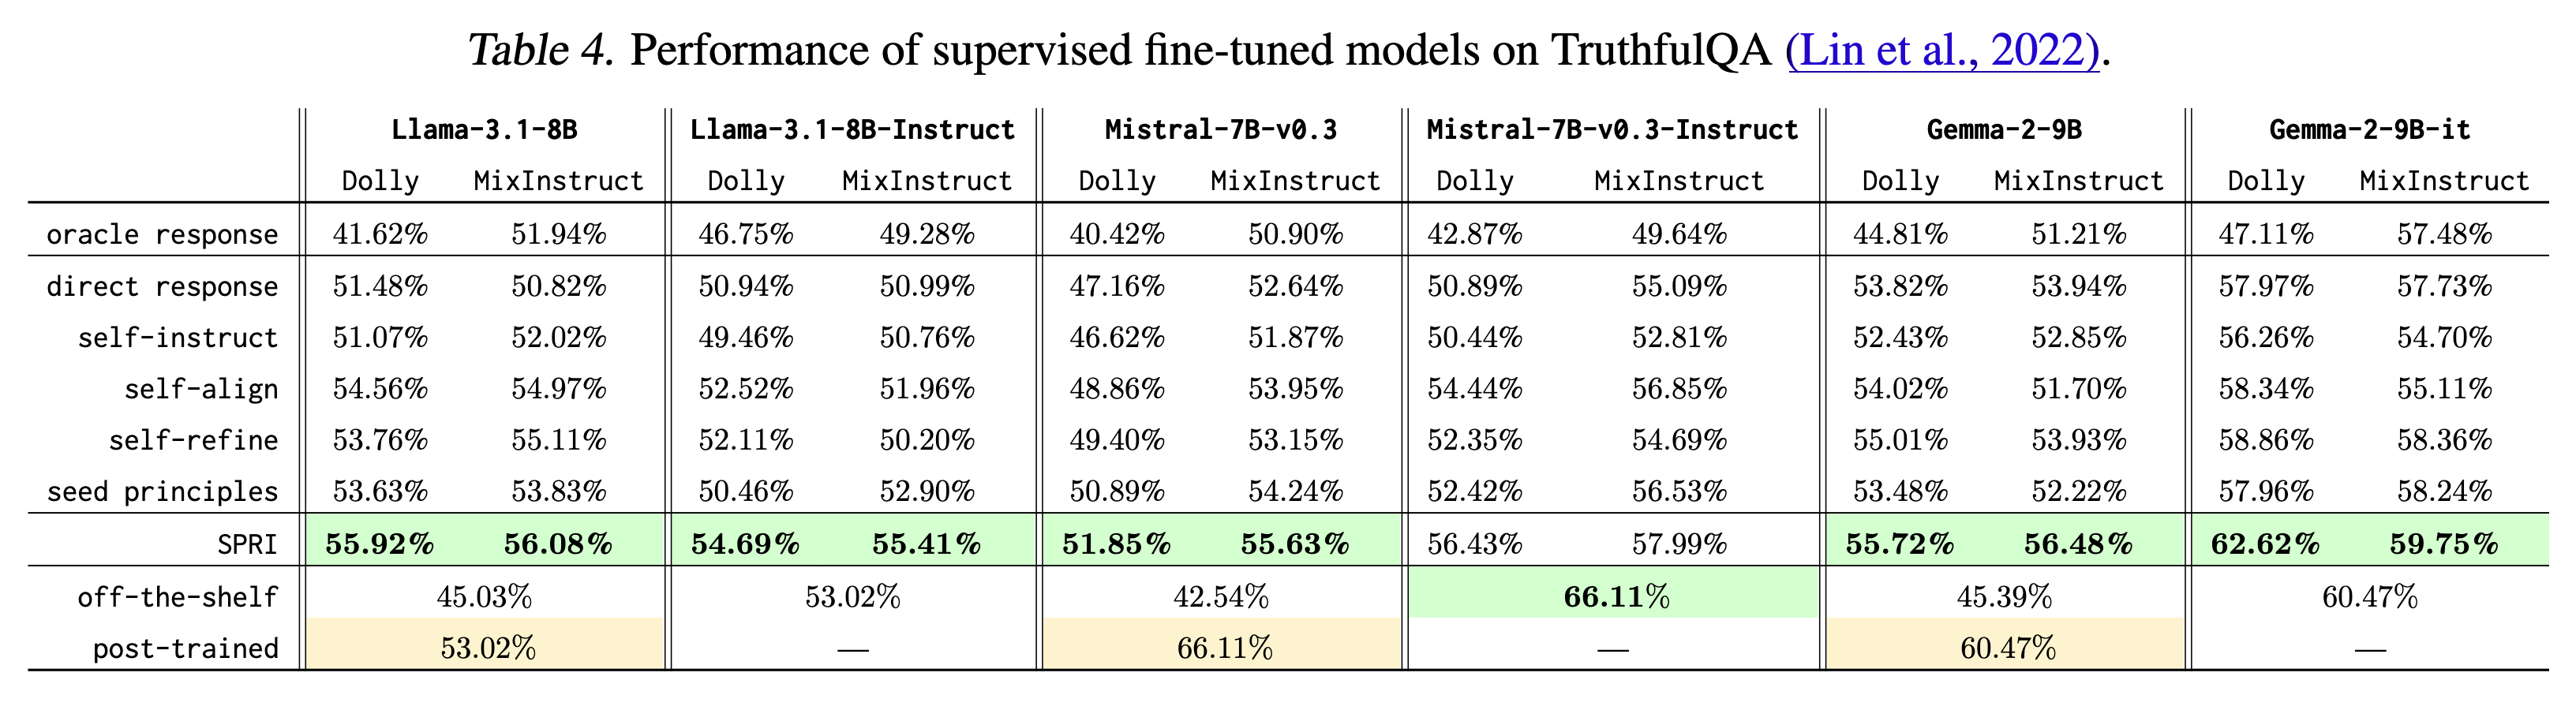 Table 4. Performance of supervised fine-tuned models on TruthfulQA (Lin et al., 2022).
Llama-3.1-8B Llama-3.1-8B-Instruct Mistral-7B-v0.3 Mistral-7B-v0.3-Instruct Gemma-2-9B Gemma-2-9B-it
Dolly MixInstruct Dolly MixInstruct Dolly MixInstruct Dolly MixInstruct Dolly MixInstruct Dolly MixInstruct
oracle response 41.62% 51.94% 46.75% 49.28% 40.42% 50.90% 42.87% 49.64% 44.81% 51.21% 47.11% 57.48%
direct response 51.48% 50.82% 50.94% 50.99% 47.16% 52.64% 50.89% 55.09% 53.82% 53.94% 57.97% 57.73%
self-instruct 51.07% 52.02% 49.46% 50.76% 46.62% 51.87% 50.44% 52.81% 52.43% 52.85% 56.26% 54.70%
self-align 54.56% 54.97% 52.52% 51.96% 48.86% 53.95% 54.44% 56.85% 54.02% 51.70% 58.34% 55.11%
self-refine 53.76% 55.11% 52.11% 50.20% 49.40% 53.15% 52.35% 54.69% 55.01% 53.93% 58.86% 58.36%
seed principles 53.63% 53.83% 50.46% 52.90% 50.89% 54.24% 52.42% 56.53% 53.48% 52.22% 57.96% 58.24%
SPRI 55.92% 56.08% 54.69% 55.41% 51.85% 55.63% 56.43% 57.99% 55.72% 56.48% 62.62% 59.75%
off-the-shelf 45.03% 53.02% 42.54% 66.11% 45.39% 60.47%
post-trained 53.02% — 66.11% — 60.47% —